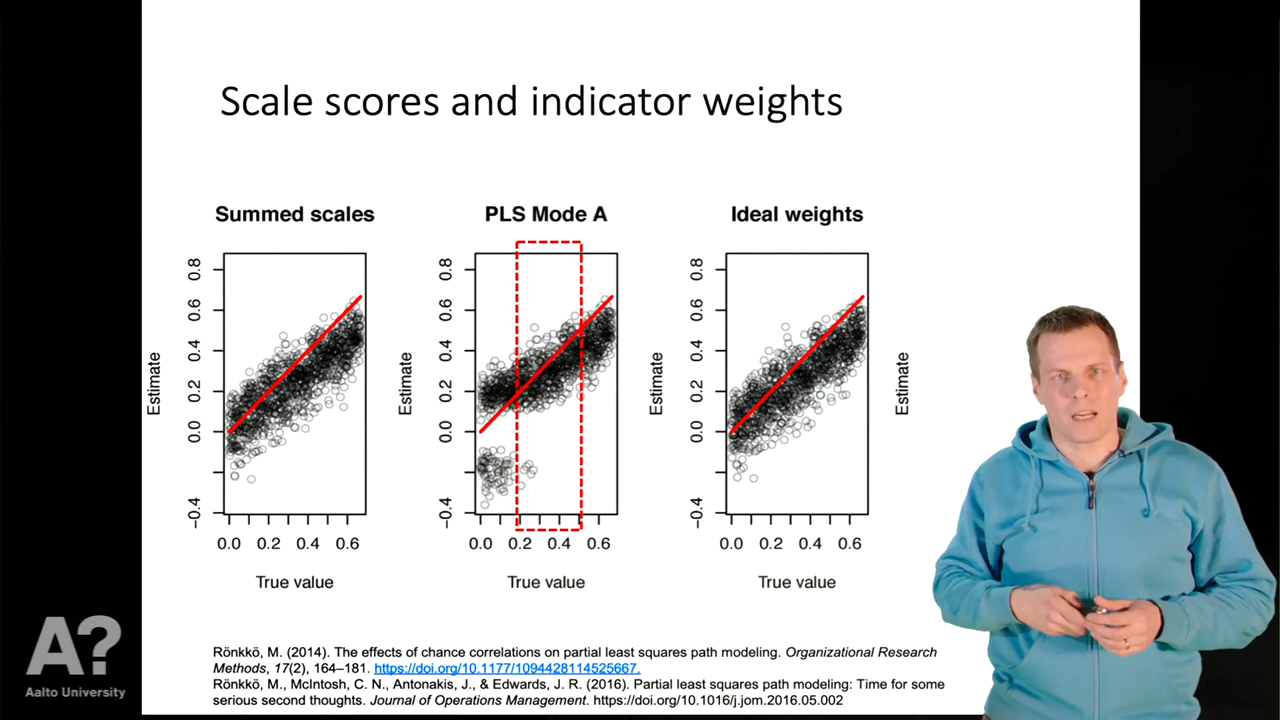 Scale scores and indicator weights
Summed scales
PLS Mode A
Ideal weights
Estimate
0.8
0.6
0.4
0.2
0.0
−0.4
0.0 0.2 0.4 0.6
True value
Estimate
0.8
0.6
0.4
0.2
0.0
−0.4
0.0 0.2 0.4 0.6
True value
Estimate
0.8
0.6
0.4
0.2
0.0
−0.4
0.0 0.2 0.4 0.6
True value
Estimate
Rönkkö, M. (2014). The effects of chance correlations on partial least squares path modeling. Organizational Research
Methods, 17(2), 164–181. https://doi.org/10.1177/1094428114525667.
Rönkkö, M., McIntosh, C. N., Antonakis, J., & Edwards, J. R. (2016). Partial least squares path modeling: Time for some
serious second thoughts. Journal of Operations Management. https://doi.org/10.1016/j.jom.2016.05.002
A?
Aalto University